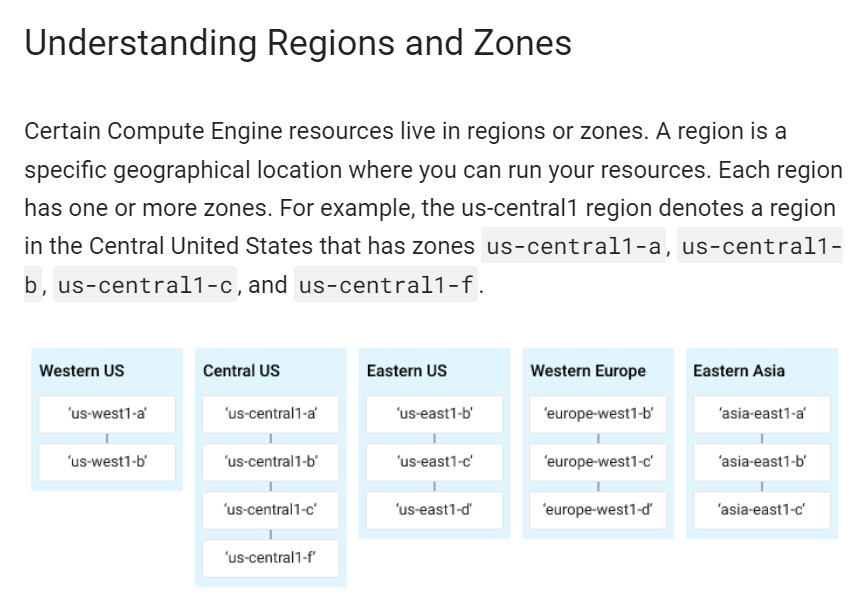 Understanding Regions and Zones
Certain Compute Engine resources live in regions or zones. A region is a
specific geographical location where you can run your resources. Each region
has one or more zones. For example, the us-central1 region denotes a region
in the Central United States that has zones us-central1-a, us-central1-
b, us-central1-c, and us-central1-f.
Western US
'us-west1-a'
'us-west1-b'
Central US
'us-central1-a'
'us-central1-b'
'us-central1-c'
'us-central1-f'
Eastern US
'us-east1-b'
'us-east1-c'
'us-east1-d'
Western Europe
'europe-west1-b'
'europe-west1-c'
'europe-west1-d'
Eastern Asia
'asia-east1-a'
'asia-east1-b'
'asia-east1-c'